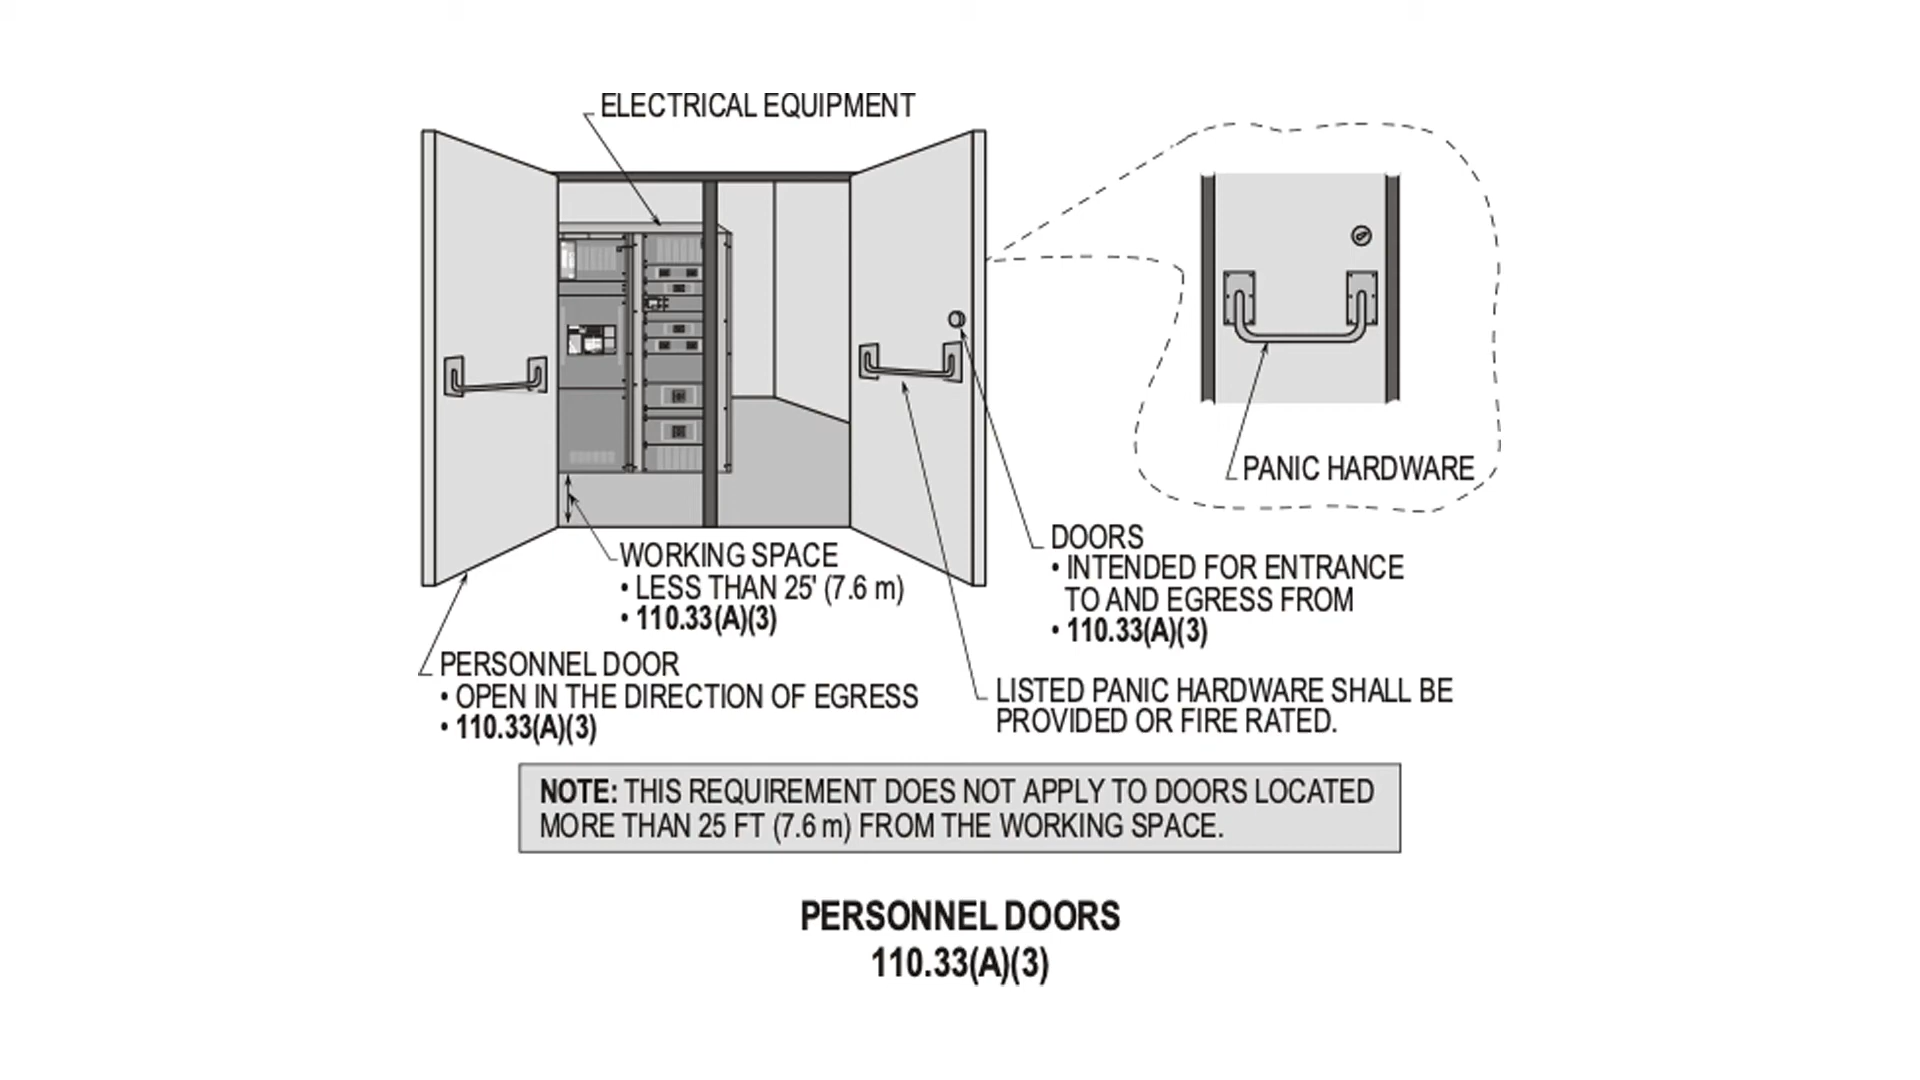 ELECTRICAL EQUIPMENT
PANIC HARDWARE
WORKING SPACE
• LESS THAN 25' (7.6 m)
• 110.33(A)(3)
DOORS
• INTENDED FOR ENTRANCE
TO AND EGRESS FROM
• 110.33(A)(3)
PERSONNEL DOOR
• OPEN IN THE DIRECTION OF EGRESS
• 110.33(A)(3)
LISTED PANIC HARDWARE SHALL BE
PROVIDED OR FIRE RATED.
NOTE: THIS REQUIREMENT DOES NOT APPLY TO DOORS LOCATED
MORE THAN 25 FT (7.6 m) FROM THE WORKING SPACE.
PERSONNEL DOORS
110.33(A)(3)